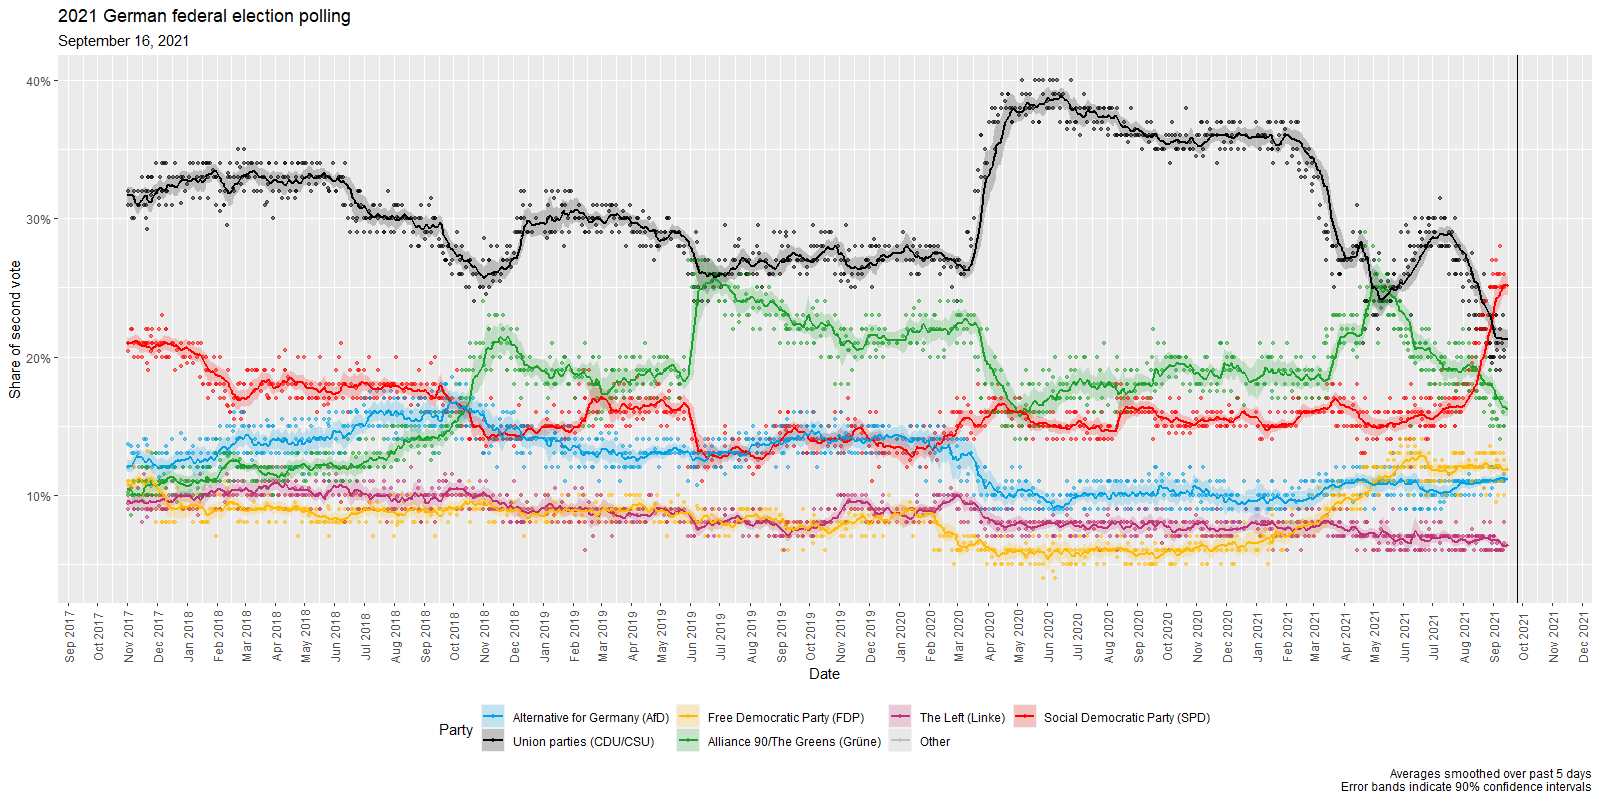 2021 German federal election polling
September 16, 2021
Share of second vote
40%
30%
20%
10%
Sep 2017
Oct 2017
Nov 2017
Dec 2017
Jan 2018
Feb 2018
Mar 2018
Apr 2018
May 2018
Jun 2018
Jul 2018
Aug 2018
Sep 2018
Oct 2018
Nov 2018
Dec 2018
Jan 2019
Feb 2019
Mar 2019
Apr 2019
May 2019
Jun 2019
Jul 2019
Aug 2019
Sep 2019
Oct 2019
Nov 2019
Dec 2019
Jan 2020
Feb 2020
Mar 2020
Apr 2020
May 2020
Jun 2020
Jul 2020
Aug 2020
Sep 2020
Oct 2020
Nov 2020
Dec 2020
Jan 2021
Feb 2021
Mar 2021
Apr 2021
May 2021
Jun 2021
Jul 2021
Aug 2021
Sep 2021
Oct 2021
Nov 2021
Dec 2021
Date
Party
Alternative for Germany (AfD)
Union parties (CDU/CSU)
Free Democratic Party (FDP)
Alliance 90/The Greens (Grüne)
The Left (Linke)
Other
Social Democratic Party (SPD)
Averages smoothed over past 5 days
Error bands indicate 90% confidence intervals